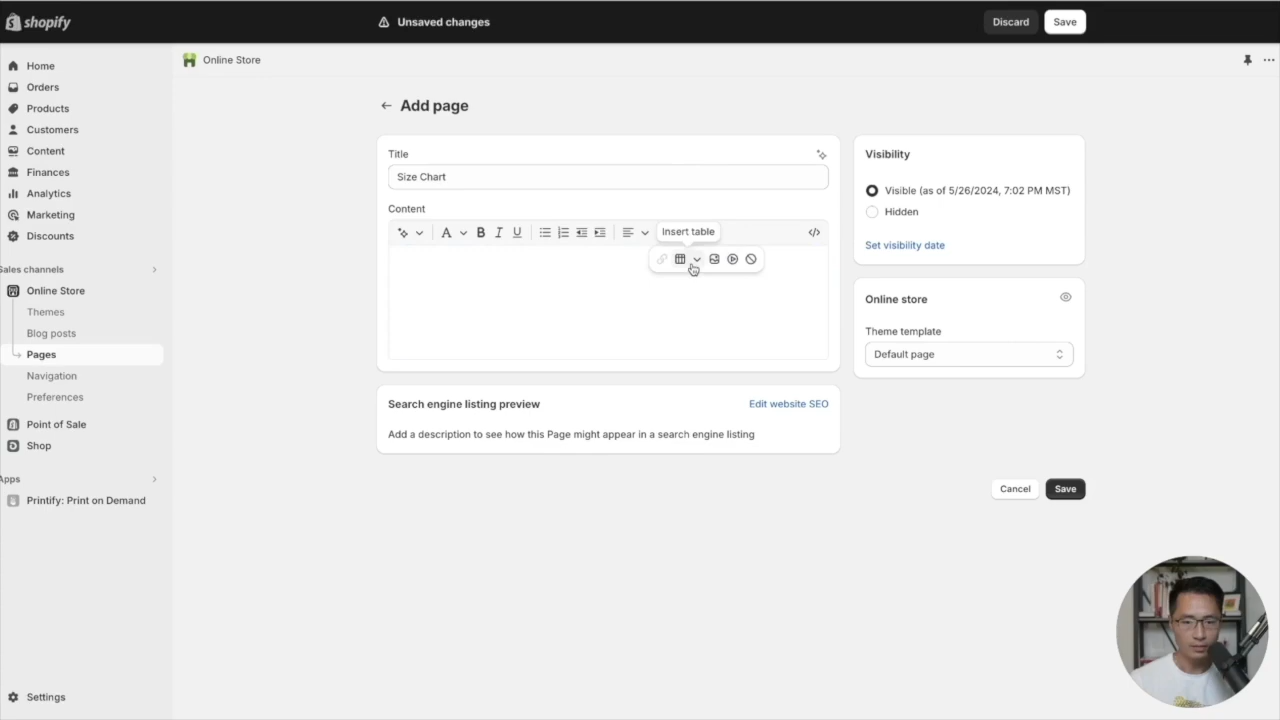 shopify
Unsaved changes
Discard
Save
Home
Orders
Products
Customers
Content
Finances
Analytics
Marketing
Discounts
Sales channels
Online Store
Themes
Blog posts
Pages
Navigation
Preferences
Point of Sale
Shop
Apps
Printify: Print on Demand
Settings
Online Store
Add page
Title
Size Chart
Content
A B I U
Insert table
Search engine listing preview
Edit website SEO
Add a description to see how this Page might appear in a search engine listing
Visibility
Visible (as of 5/26/2024, 7:02 PM MST)
Hidden
Set visibility date
Online store
Theme template
Default page
Cancel
Save